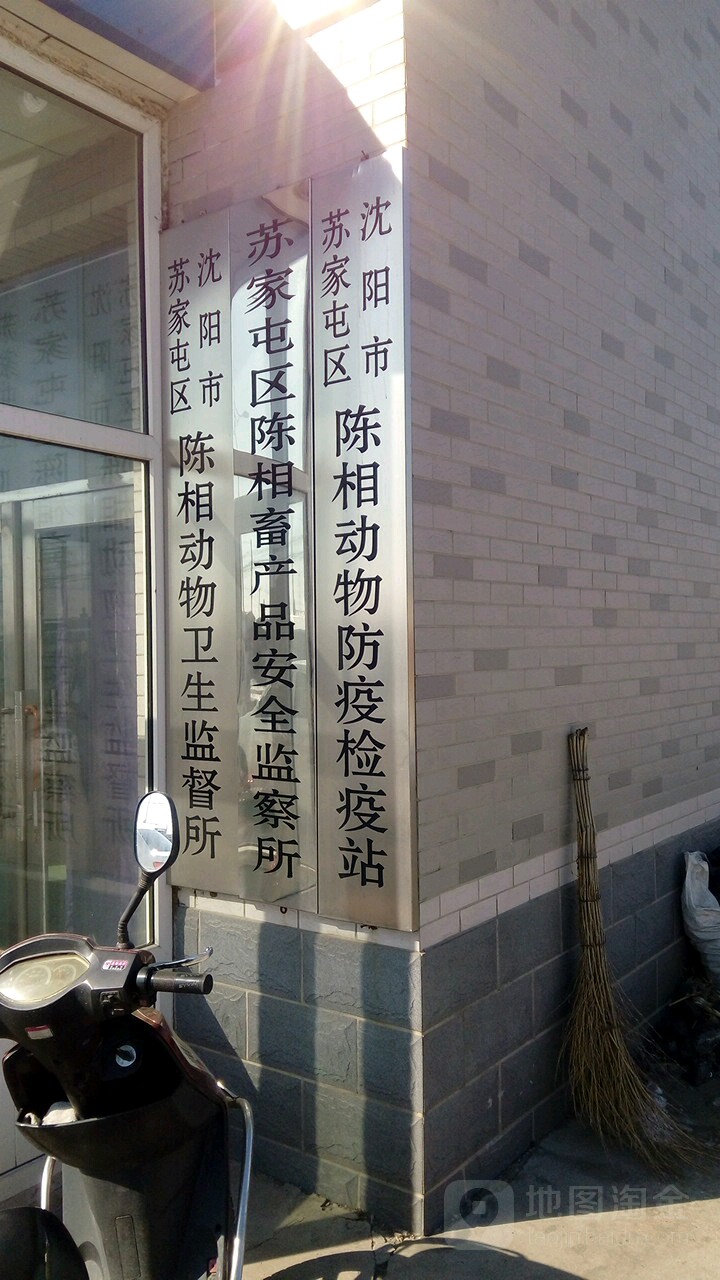 沈阳市
苏家屯区
陈相动物防疫检疫站
苏家屯区陈相畜产品安全监察所
沈阳市
苏家屯区
陈相动物卫生监督所
地图淘金